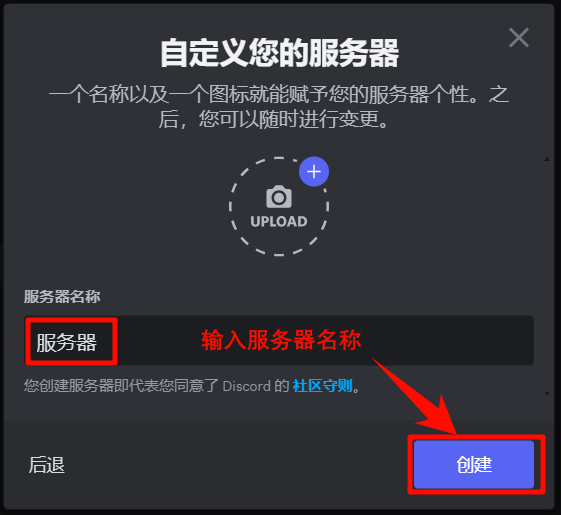 自定义您的服务器
一个名称以及一个图标就能赋予您的服务器个性。之
后，您可以随时进行变更。
UPLOAD
服务器名称
服务器
输入服务器名称
您创建服务器即代表您同意了 Discord 的 社区守则。
后退
创建